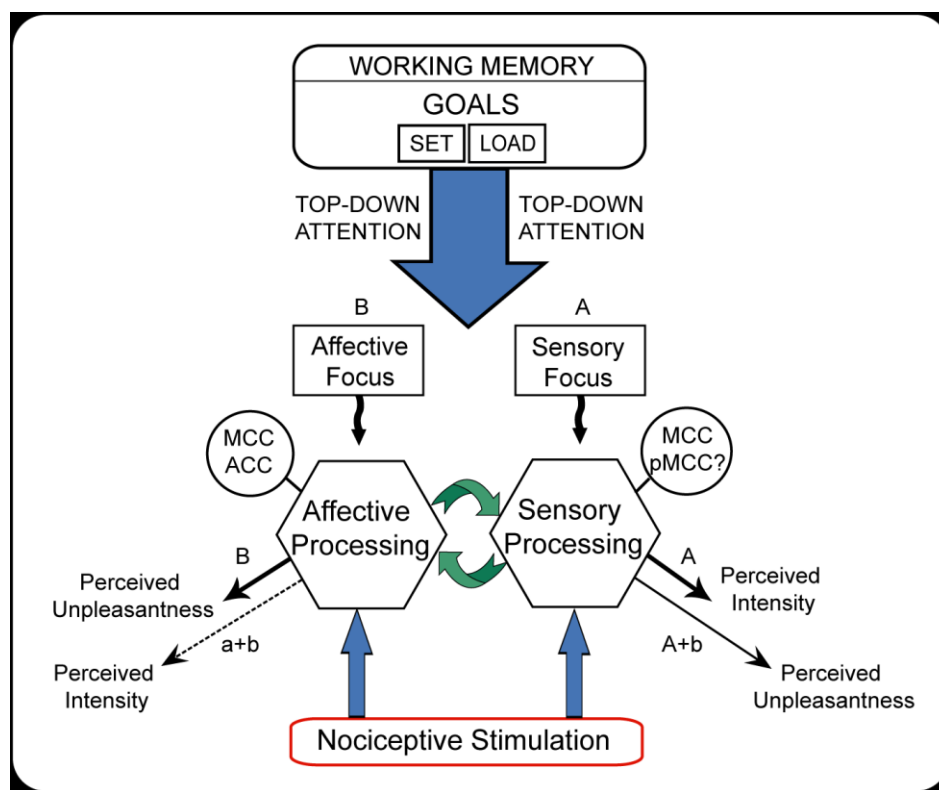 WORKING MEMORY
GOALS
SET LOAD
TOP-DOWN
ATTENTION
TOP-DOWN
ATTENTION
B
Affective
Focus
A
Sensory
Focus
MCC
ACC
MCC
pMCC?
Affective
Processing
Sensory
Processing
B
Perceived
Unpleasantness
a+b
Perceived
Intensity
A
Perceived
Intensity
A+b
Perceived
Unpleasantness
Nociceptive Stimulation